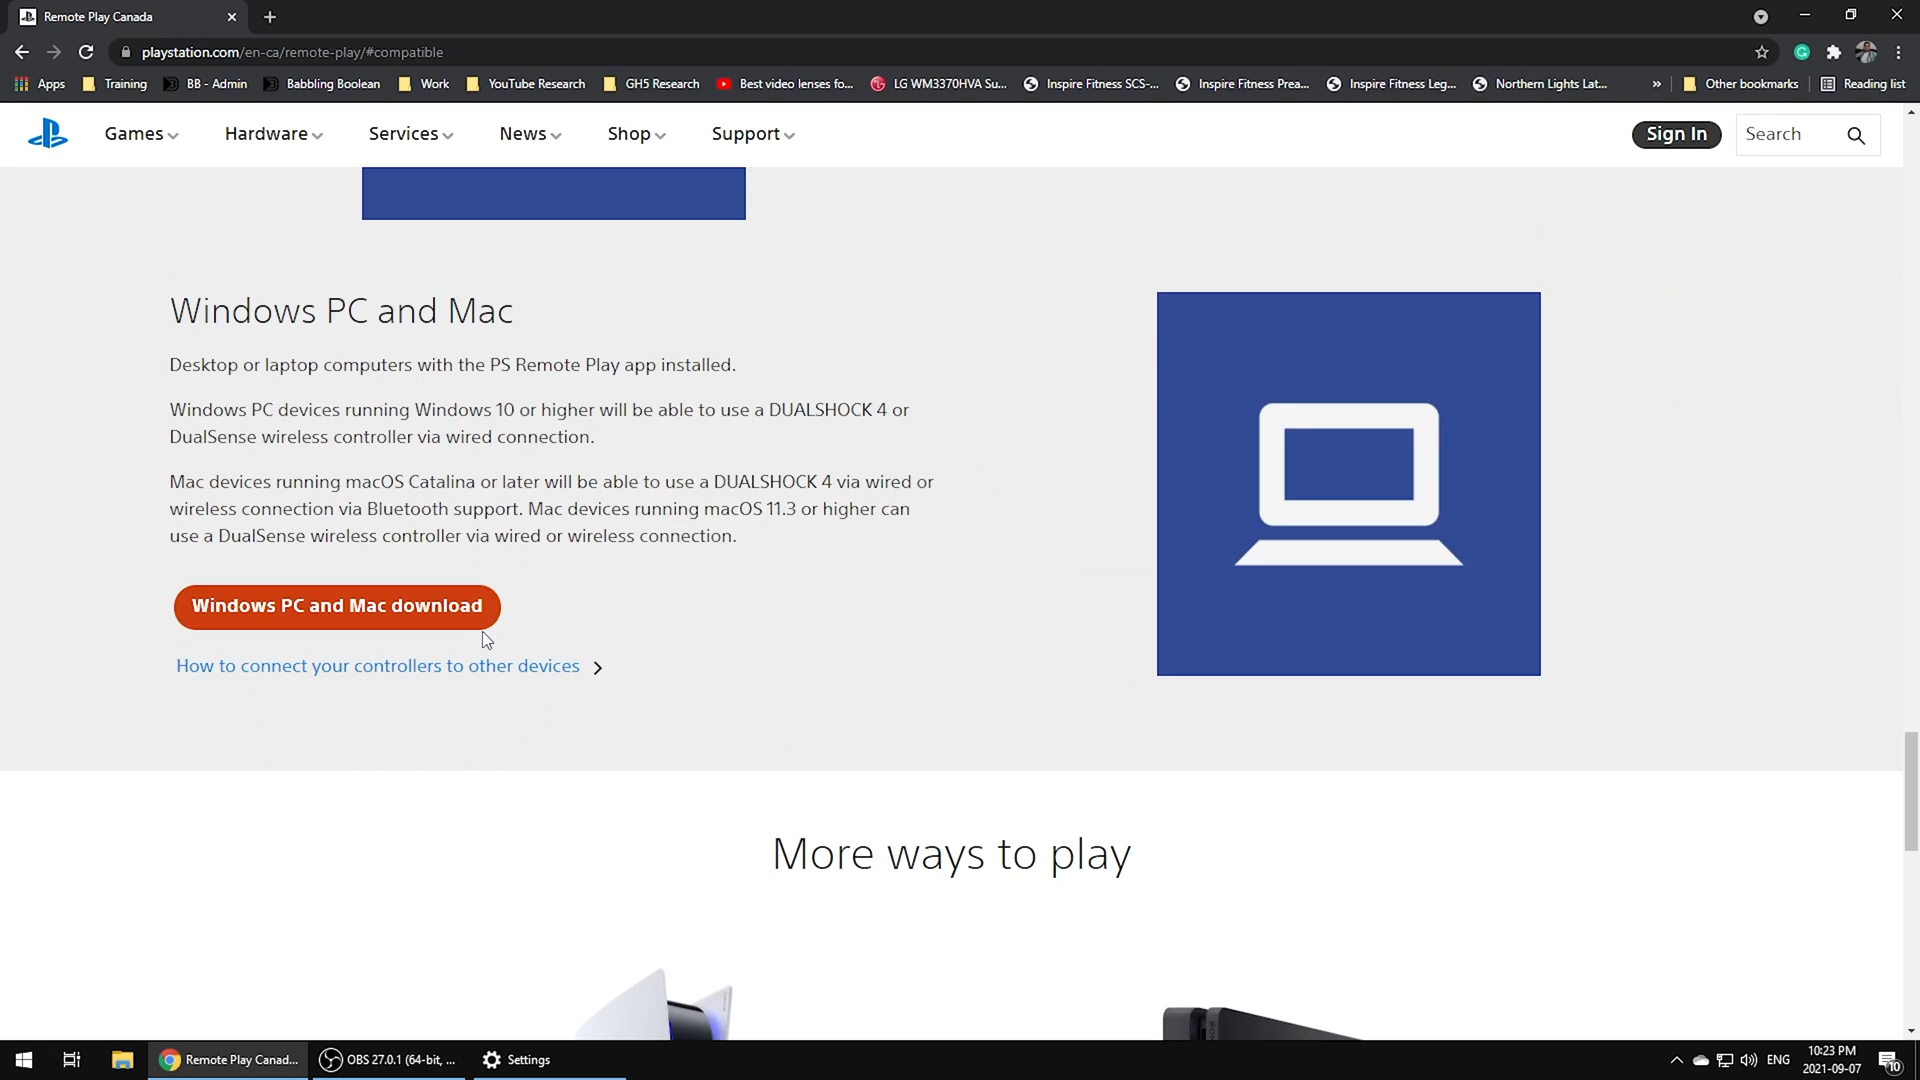 Remote Play Canada
playstation.com/en-ca/remote-play/#compatible
Apps Training BB - Admin Babbling Boolean Work YouTube Research GH5 Research Best video lenses fo... LG WM3370HVA Su... Inspire Fitness SCS-... Inspire Fitness Prea... Inspire Fitness Leg... Northern Lights Lat... » Other bookmarks Reading list
Games Hardware Services News Shop Support Sign In Search
Windows PC and Mac
Desktop or laptop computers with the PS Remote Play app installed.
Windows PC devices running Windows 10 or higher will be able to use a DUALSHOCK 4 or
DualSense wireless controller via wired connection.
Mac devices running macOS Catalina or later will be able to use a DUALSHOCK 4 via wired or
wireless connection via Bluetooth support. Mac devices running macOS 11.3 or higher can
use a DualSense wireless controller via wired or wireless connection.
Windows PC and Mac download
How to connect your controllers to other devices
More ways to play
Remote Play Canad... OBS 27.0.1 (64-bit, ... Settings ENG 10:23 PM
2021-09-07 10